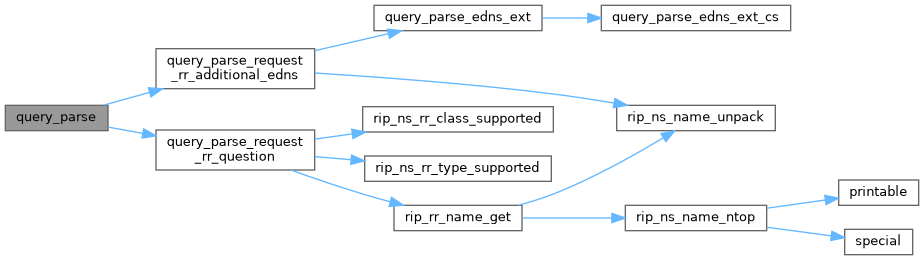 query_parse
query_parse_request
_rr_additional_edns
query_parse_edns_ext
query_parse_edns_ext_cs
query_parse_request
_rr_question
rip_ns_rr_class_supported
rip_ns_rr_type_supported
rip_rr_name_get
rip_ns_name_unpack
rip_ns_name_ntop
printable
special